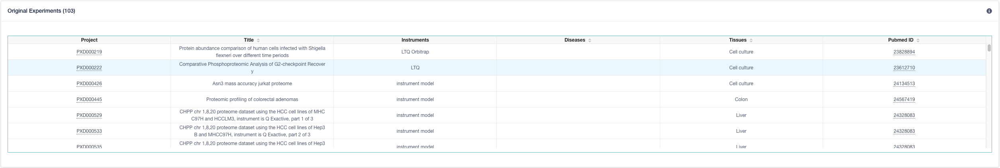 Original Experiments (103)
Project Title Instruments Diseases Tissues Pubmed ID
PXD000219 Protein abundance comparison of human cells infected with Shigella LTQ Orbitrap Cell culture 23828894
flexneri over different time periods
PXD000222 Comparative Phosphoproteomic Analysis of G2-checkpoint Recover LTQ Cell culture 23612710
y
PXD000426 Asn3 mass accuracy jurkat proteome instrument model Cell culture 24134513
PXD000445 Proteomic profiling of colorectal adenomas instrument model Colon 24567419
PXD000529 CHPP chr 1,8,20 proteome dataset using the HCC cell lines of MHC instrument model Liver 24328083
C97H and HCCLM3, instrument is Q Exactive, part 1 of 3
PXD000533 CHPP chr 1,8,20 proteome dataset using the HCC cell lines of Hep3 instrument model Liver 24328083
B and MHCC97H, instrument is Q Exactive, part 2 of 3
PXD000535 CHPP chr 1,8,20 proteome dataset using the HCC cell lines of Hep3 instrument model Liver 24328083